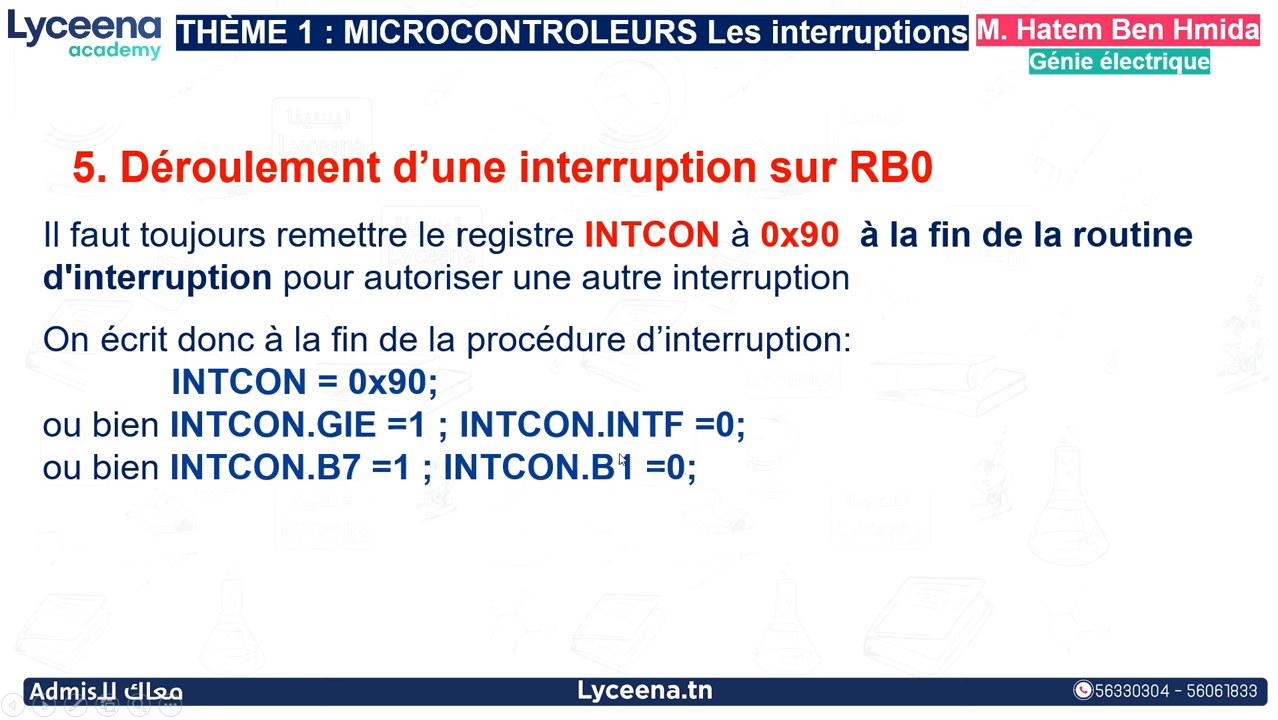 Lyceena
academy
THÈME 1 : MICROCONTROLEURS Les interruptions
M. Hatem Ben Hmida
Génie électrique
5. Déroulement d’une interruption sur RB0
Il faut toujours remettre le registre INTCON à 0x90 à la fin de la routine
d'interruption pour autoriser une autre interruption
On écrit donc à la fin de la procédure d’interruption:
INTCON = 0x90;
ou bien INTCON.GIE =1 ; INTCON.INTF =0;
ou bien INTCON.B7 =1 ; INTCON.B1 =0;
Lyceena.tn
56330304 - 56061833